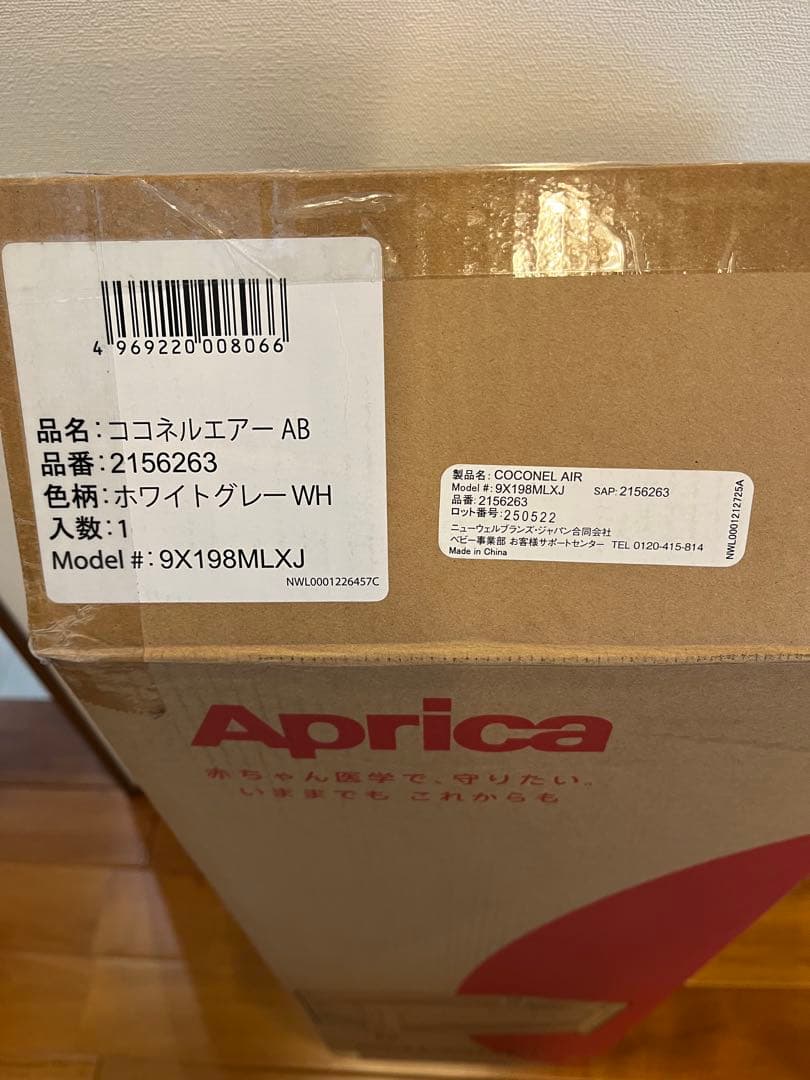 4 969220 008066
品名:ココネルエアー AB
品番:2156263
色柄:ホワイトグレー WH
入数:1
Model #: 9X198MLXJ
NWL0001226457C
製品名: COCONEL AIR
Model #: 9X198MLXJ SAP: 2156263
品番: 2156263
ロット番号: 250522
ニューウェルブランズ・ジャパン合同会社
ベビー事業部 お客様サポートセンター TEL 0120-415-814
Made in China
NWL0001212725A
Aprica
赤ちゃん医学で、守りたい。
いままでも これからも